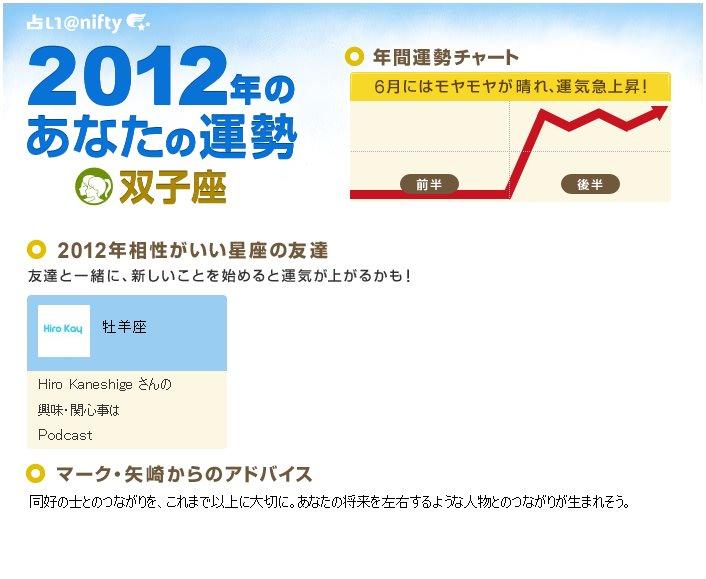 占い@nifty
2012年の
あなたの運勢
双子座
年間運勢チャート
6月にはモヤモヤが晴れ、運気急上昇！
前半
後半
2012年相性がいい星座の友達
友達と一緒に、新しいことを始めると運気が上がるかも！
Hiro Kay
牡羊座
Hiro Kaneshige さんの
興味・関心事は
Podcast
マーク・矢崎からのアドバイス
同好の士とのつながりを、これまで以上に大切に。あなたの将来を左右するような人物とのつながりが生まれそう。